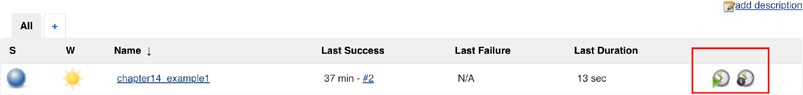 add description
All +
S W Name ↓ Last Success Last Failure Last Duration
chapter14_example1 37 min - #2 N/A 13 sec